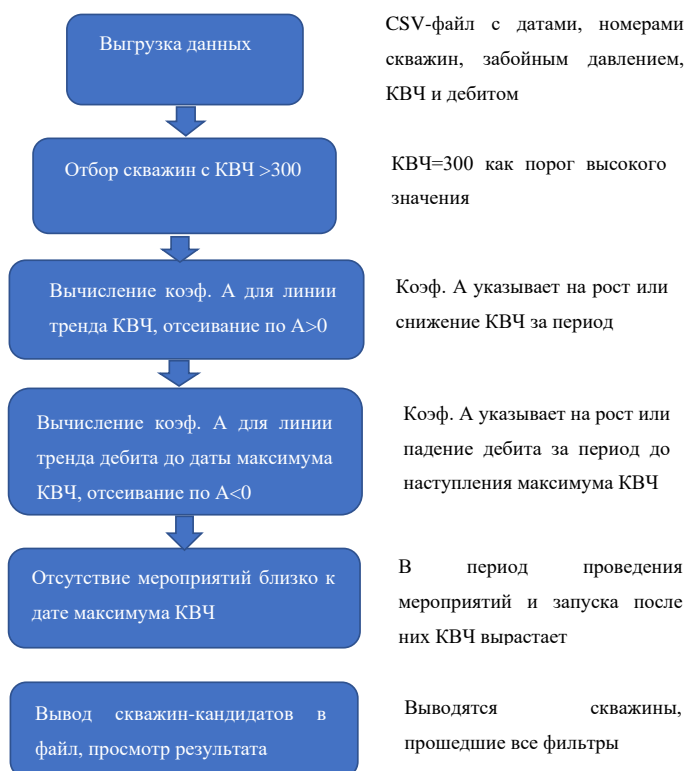 Выгрузка данных
CSV-файл с датами, номерами
скважин, забойным давлением,
КВЧ и дебитом
Отбор скважин с КВЧ >300
КВЧ=300 как порог высокого
значения
Вычисление коэф. А для линии
тренда КВЧ, отсеивание по А>0
Коэф. А указывает на рост или
снижение КВЧ за период
Вычисление коэф. А для линии
тренда дебита до даты максимума
КВЧ, отсеивание по А<0
Коэф. А указывает на рост или
падение дебита за период до
наступления максимума КВЧ
Отсутствие мероприятий близко к
дате максимума КВЧ
В период проведения
мероприятий и запуска после
них КВЧ вырастает
Вывод скважин-кандидатов в
файл, просмотр результата
Выводятся скважины,
прошедшие все фильтры